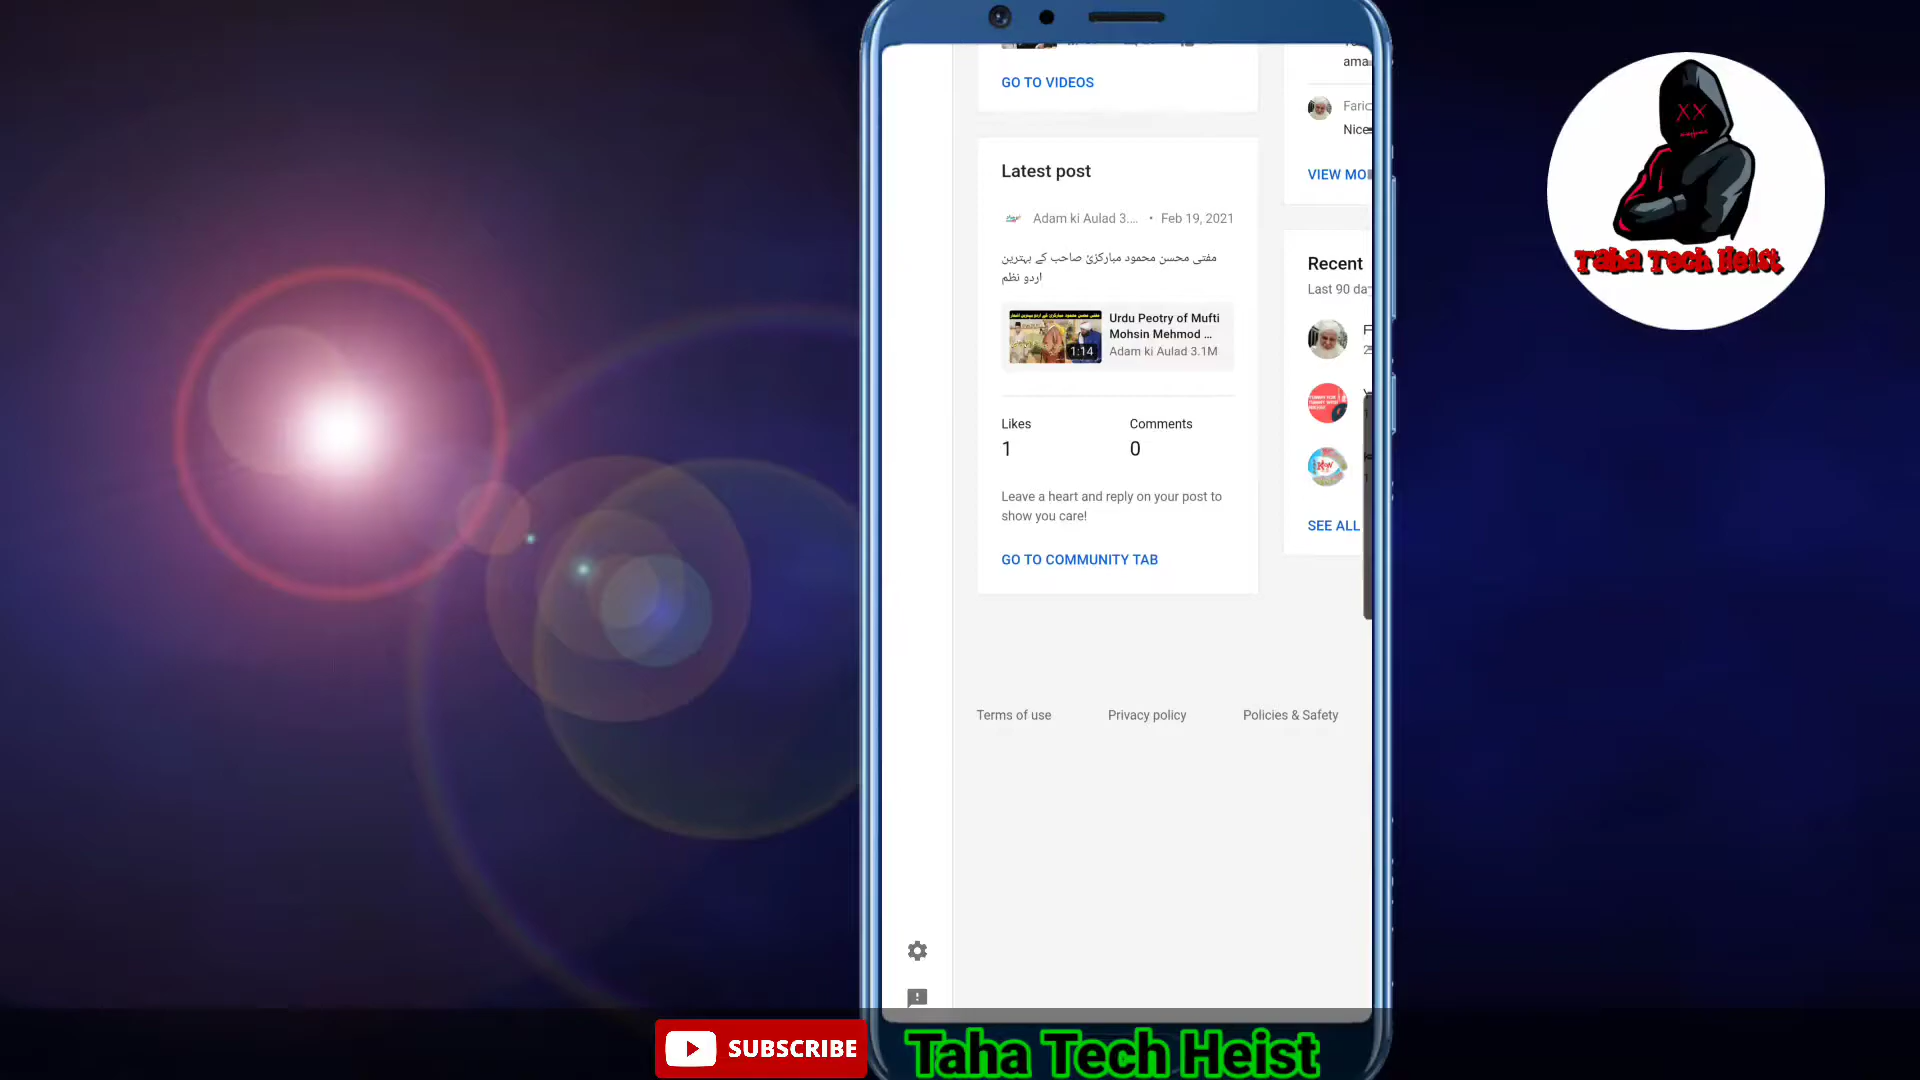 GO TO VIDEOS
Latest post
Adam ki Aulad 3.... • Feb 19, 2021
مفتی محسن محمود مبارکزئ صاحب کے بہترین
اردو نظم
Urdu Peotry of Mufti
Mohsin Mehmod ...
1:14
Adam ki Aulad 3.1M
Likes
1
Comments
0
Leave a heart and reply on your post to
show you care!
GO TO COMMUNITY TAB
ama
Faric
Nice
VIEW MO
Recent
Last 90 da
SEE ALL
Terms of use
Privacy policy
Policies & Safety
Taha Tech Heist
SUBSCRIBE
Taha Tech Heist